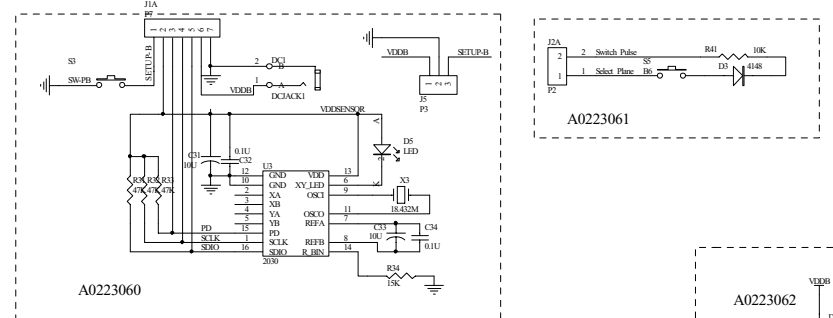 J1A
P7
1 2 3 4 5 6 7
SETUP-B
S3
SW-PB
2 DC1
B
1 A
VDDB
DCJACK1
VDDB
SETUP-B
1 2 3
J5
P3
VDDSENSOR
C31
10U
0.1U
C32
A
D5
LED
K
R31 R32 R33
47K 47K 47K
U3
12 GND VDD 13
10 GND XY_LED 6
2 XA OSCI 9
3 XB
4 YA OSCO 11
5 YB REFA 7
PD 15 PD
SCLK 1 SCLK REFB 8
SDIO 16 SDIO R_BIN 14
2030
X3
18.432M
C33
10U
C34
0.1U
R34
15K
A0223060
J2A
2 2 Switch Pulse
1 1 Select Plane B6
P2
S5
R41 10K
D3 4148
A0223061
A0223062
VDDB